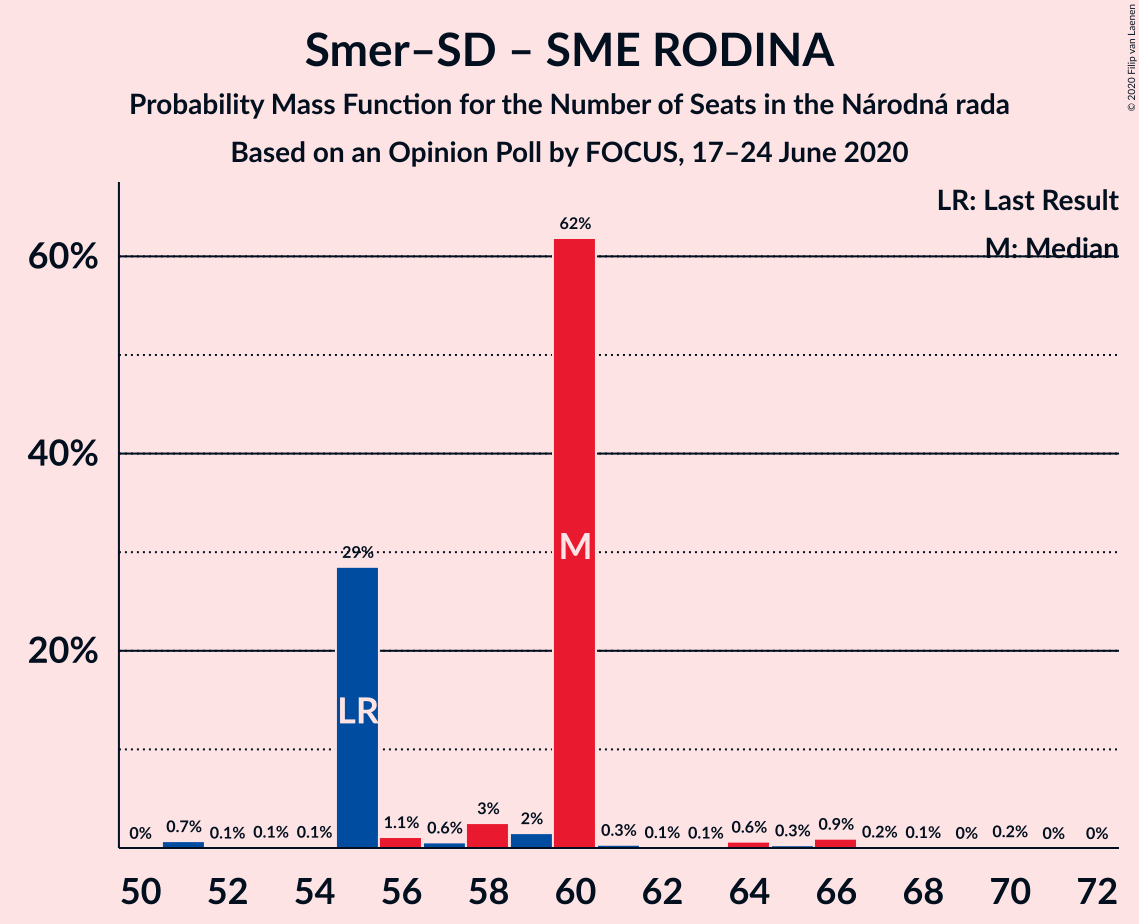 Smer–SD – SME RODINA
Probability Mass Function for the Number of Seats in the Národná rada
Based on an Opinion Poll by FOCUS, 17–24 June 2020
© 2020 Filip van Laenen
LR: Last Result
M: Median
60%
40%
20%
0%
0.7%
0.1%
0.1%
0.1%
29%
1.1%
0.6%
3%
2%
62%
0.3%
0.1%
0.1%
0.6%
0.3%
0.9%
0.2%
0.1%
0%
0.2%
0%
0%
LR
M
50 52 54 56 58 60 62 64 66 68 70 72